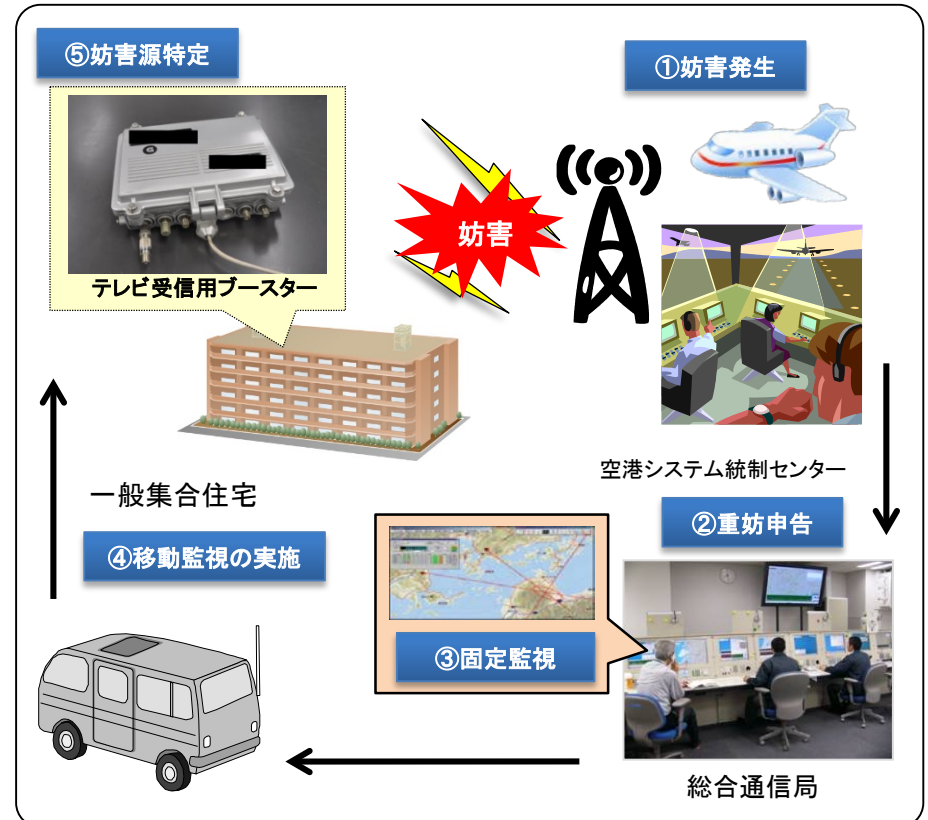 ⑤妨害源特定
①妨害発生
妨害
テレビ受信用ブースター
空港システム統制センター
一般集合住宅
②重妨申告
④移動監視の実施
③固定監視
総合通信局